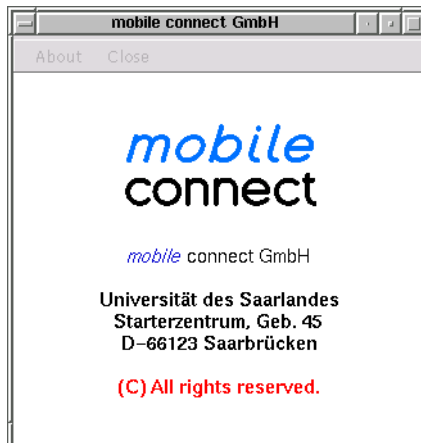 mobile connect GmbH
About Close
mobile
connect
mobile connect GmbH
Universität des Saarlandes
Starterzentrum, Geb. 45
D-66123 Saarbrücken
(C) All rights reserved.